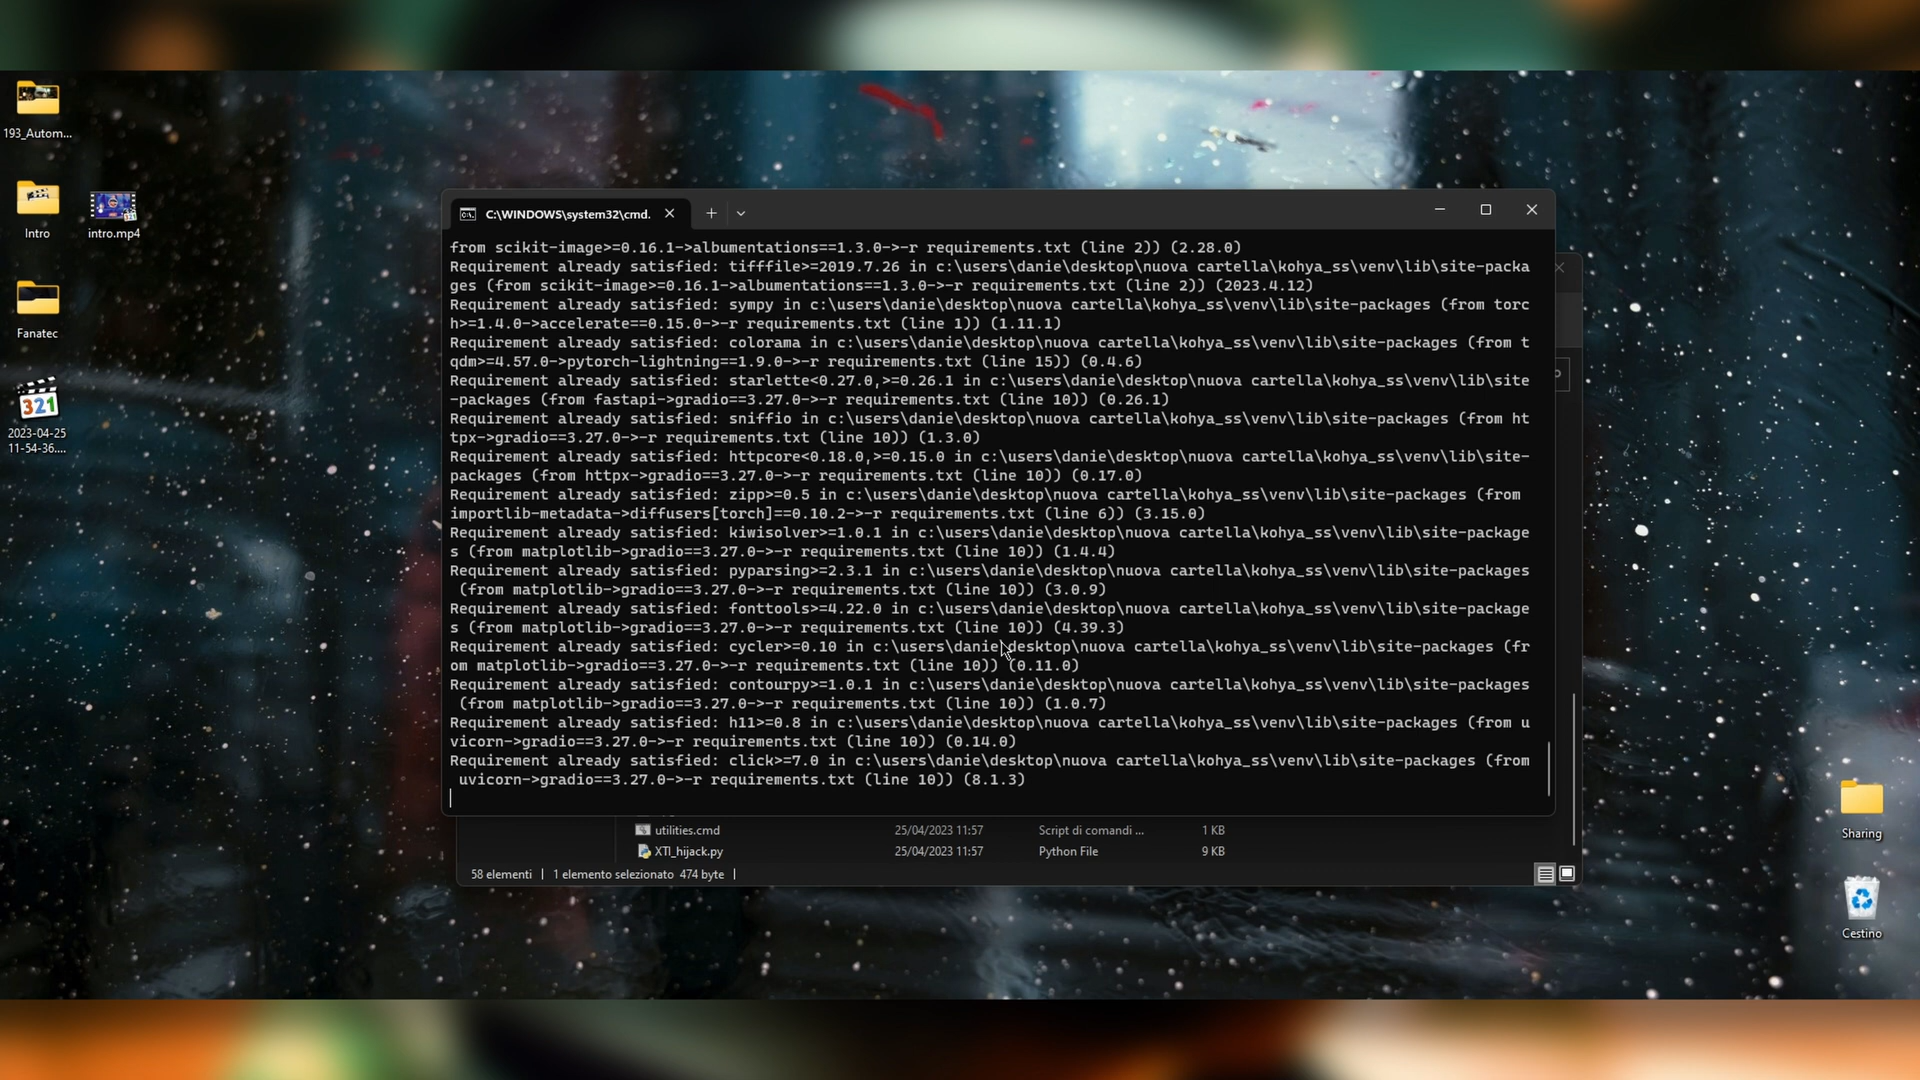 193_Autom...
Intro
intro.mp4
Fanatec
321
2023-04-25
11-54-36....
C:\WINDOWS\system32\cmd.
from scikit-image>=0.16.1->albumentations==1.3.0->-r requirements.txt (line 2)) (2.28.0)
Requirement already satisfied: tifffile>=2019.7.26 in c:\users\danie\desktop\nuova cartella\kohya_ss\venv\lib\site-packa
ges (from scikit-image>=0.16.1->albumentations==1.3.0->-r requirements.txt (line 2)) (2023.4.12)
Requirement already satisfied: sympy in c:\users\danie\desktop\nuova cartella\kohya_ss\venv\lib\site-packages (from torc
h>=1.4.0->accelerate==0.15.0->-r requirements.txt (line 1)) (1.11.1)
Requirement already satisfied: colorama in c:\users\danie\desktop\nuova cartella\kohya_ss\venv\lib\site-packages (from t
qdm>=4.57.0->pytorch-lightning==1.9.0->-r requirements.txt (line 15)) (0.4.6)
Requirement already satisfied: starlette<0.27.0,>=0.26.1 in c:\users\danie\desktop\nuova cartella\kohya_ss\venv\lib\site
-packages (from fastapi->gradio==3.27.0->-r requirements.txt (line 10)) (0.26.1)
Requirement already satisfied: sniffio in c:\users\danie\desktop\nuova cartella\kohya_ss\venv\lib\site-packages (from ht
tpx->gradio==3.27.0->-r requirements.txt (line 10)) (1.3.0)
Requirement already satisfied: httpcore<0.18.0,>=0.15.0 in c:\users\danie\desktop\nuova cartella\kohya_ss\venv\lib\site-
packages (from httpx->gradio==3.27.0->-r requirements.txt (line 10)) (0.17.0)
Requirement already satisfied: zipp>=0.5 in c:\users\danie\desktop\nuova cartella\kohya_ss\venv\lib\site-packages (from
importlib-metadata->diffusers[torch]==0.10.2->-r requirements.txt (line 6)) (3.15.0)
Requirement already satisfied: kiwisolver>=1.0.1 in c:\users\danie\desktop\nuova cartella\kohya_ss\venv\lib\site-package
s (from matplotlib->gradio==3.27.0->-r requirements.txt (line 10)) (1.4.4)
Requirement already satisfied: pyparsing>=2.3.1 in c:\users\danie\desktop\nuova cartella\kohya_ss\venv\lib\site-packages
(from matplotlib->gradio==3.27.0->-r requirements.txt (line 10)) (3.0.9)
Requirement already satisfied: fonttools>=4.22.0 in c:\users\danie\desktop\nuova cartella\kohya_ss\venv\lib\site-package
s (from matplotlib->gradio==3.27.0->-r requirements.txt (line 10)) (4.39.3)
Requirement already satisfied: cycler>=0.10 in c:\users\danie\desktop\nuova cartella\kohya_ss\venv\lib\site-packages (fr
om matplotlib->gradio==3.27.0->-r requirements.txt (line 10)) (0.11.0)
Requirement already satisfied: contourpy>=1.0.1 in c:\users\danie\desktop\nuova cartella\kohya_ss\venv\lib\site-packages
(from matplotlib->gradio==3.27.0->-r requirements.txt (line 10)) (1.0.7)
Requirement already satisfied: h11>=0.8 in c:\users\danie\desktop\nuova cartella\kohya_ss\venv\lib\site-packages (from u
vicorn->gradio==3.27.0->-r requirements.txt (line 10)) (0.14.0)
Requirement already satisfied: click>=7.0 in c:\users\danie\desktop\nuova cartella\kohya_ss\venv\lib\site-packages (from
uvicorn->gradio==3.27.0->-r requirements.txt (line 10)) (8.1.3)
utilities.cmd 25/04/2023 11:57 Script di comandi ... 1 KB
XTI_hijack.py 25/04/2023 11:57 Python File 9 KB
58 elementi | 1 elemento selezionato 474 byte |
Sharing
Cestino